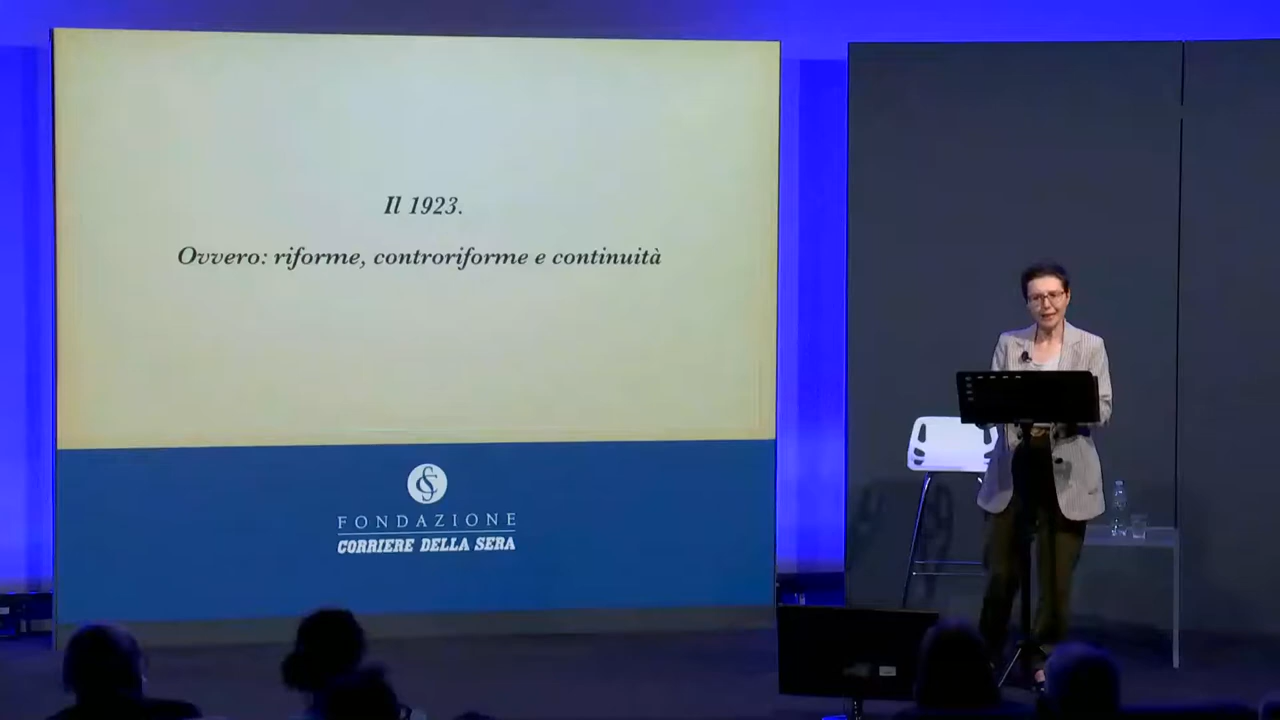 Il 1923.
Ovvero: riforme, controriforme e continuità
FONDAZIONE
CORRIERE DELLA SERA